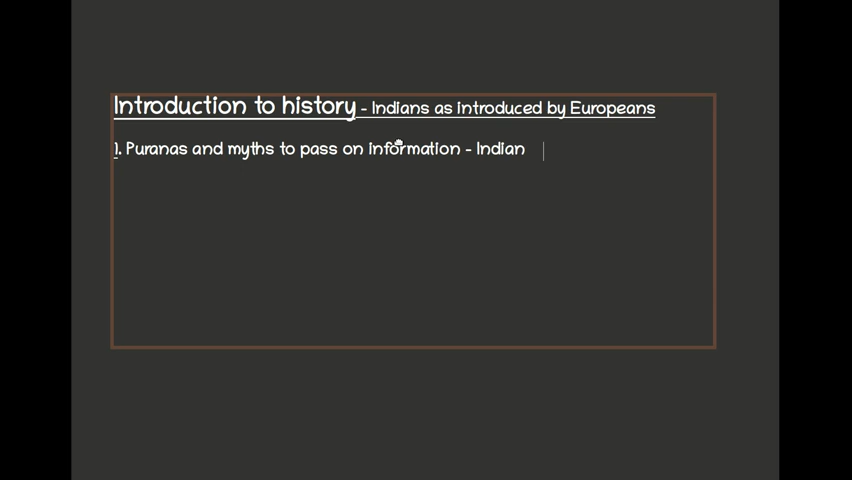 Introduction to history - Indians as introduced by Europeans
1. Puranas and myths to pass on information - Indian